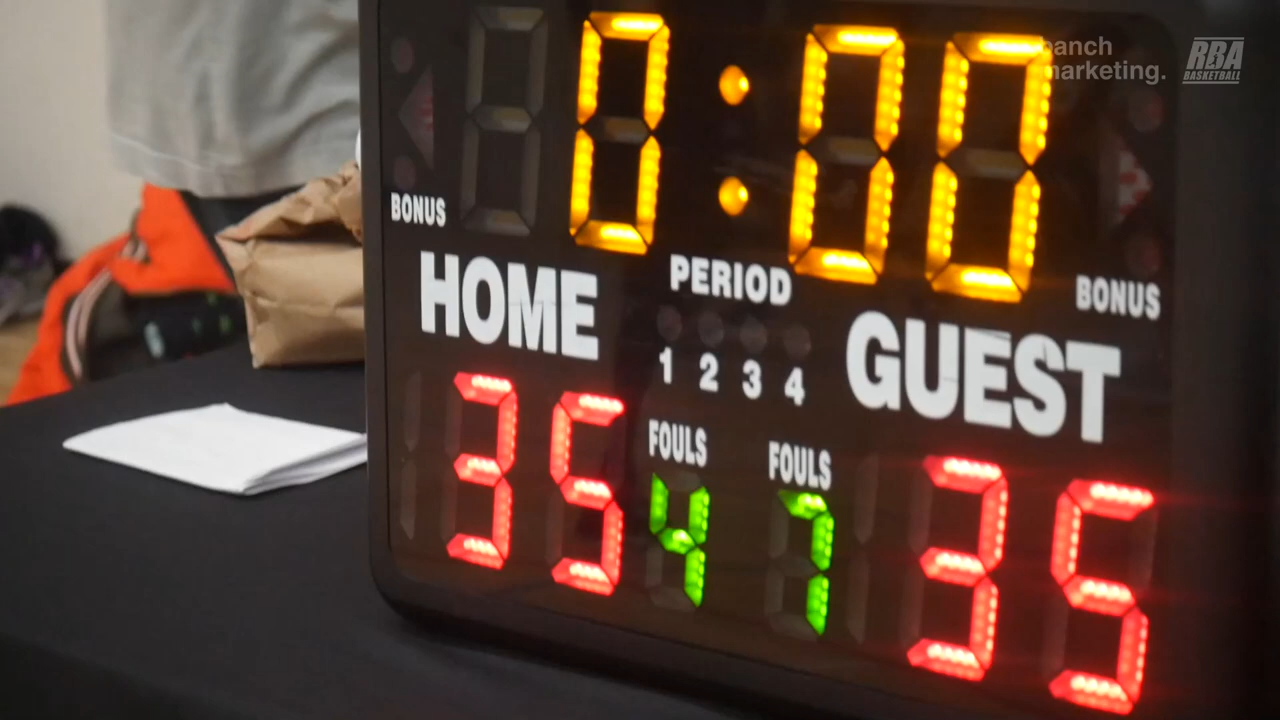 0:00
banch
marketing.
RBA
BASKETBALL
BONUS
PERIOD
BONUS
HOME
1 2 3 4
GUEST
FOULS
FOULS
35
4
7
35